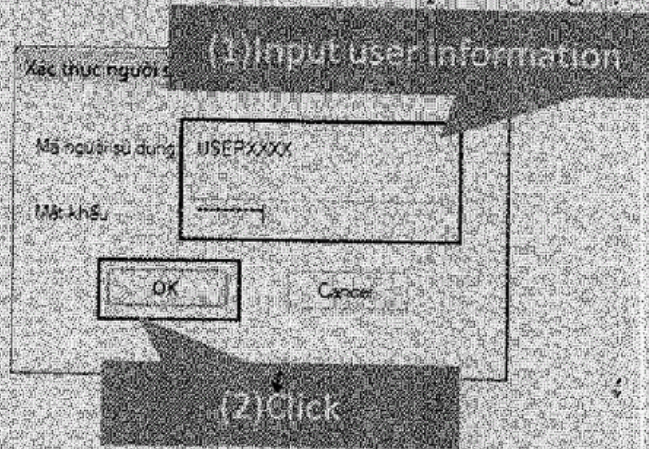 (1)Input user information
Xác thực người s
Mã người sử dụng USERXXXX
Mật khẩu
OK Cancel
(2)Click